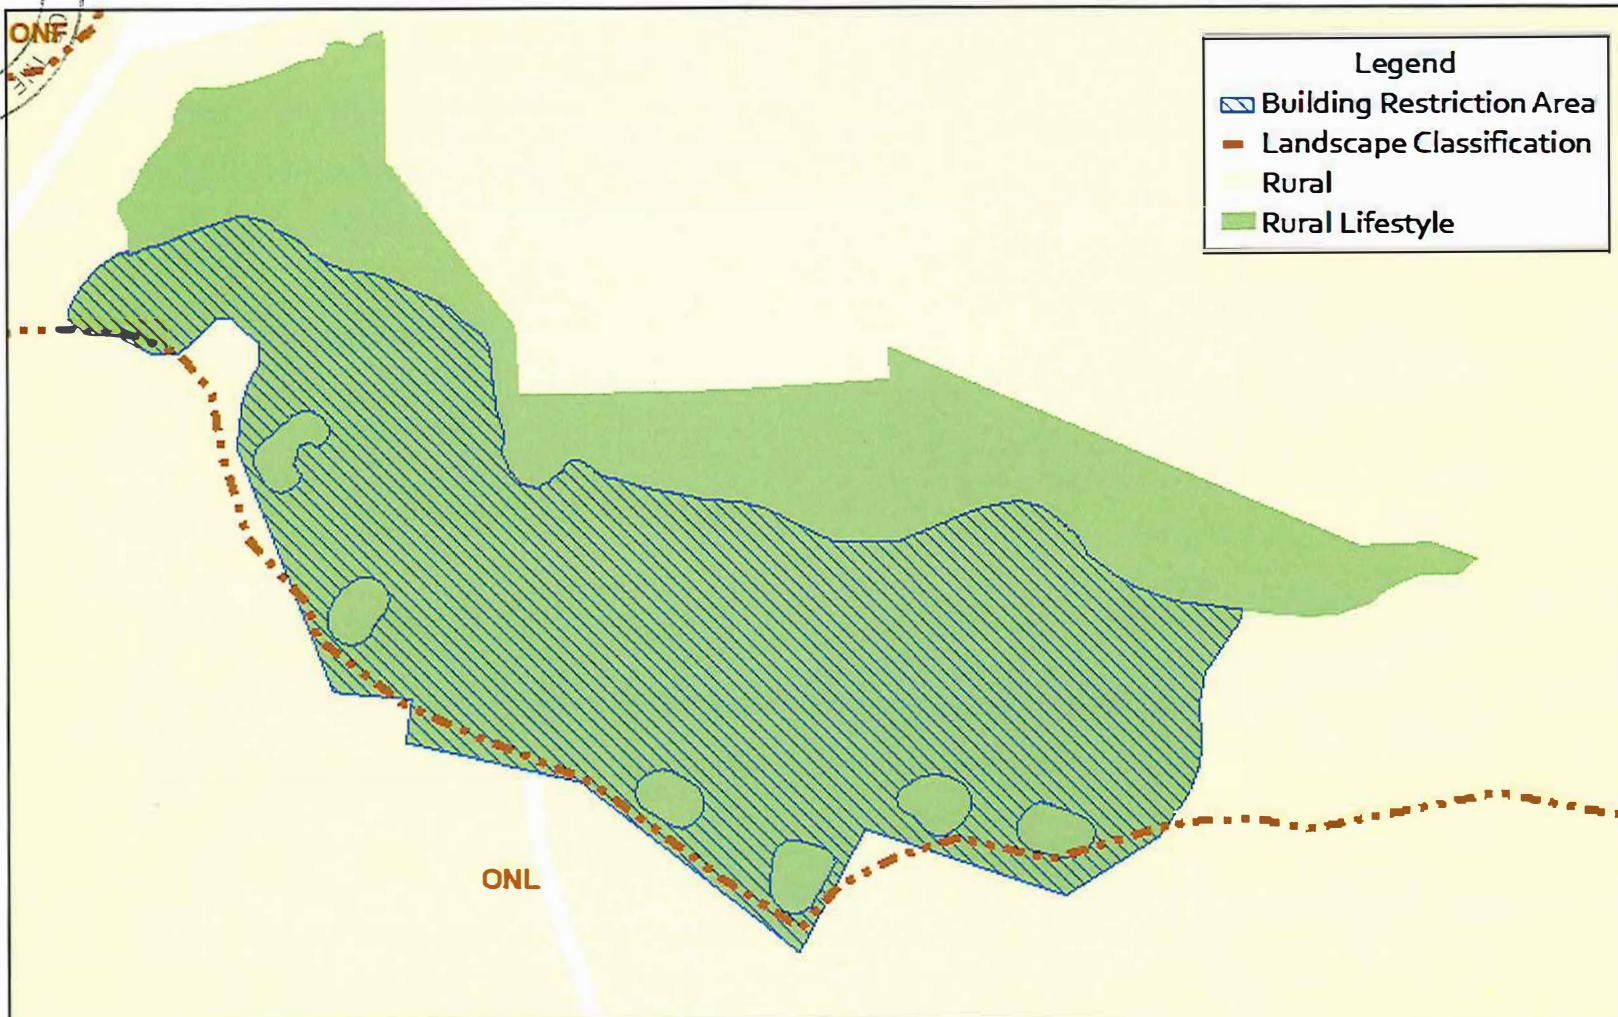 ONF
Legend
Building Restriction Area
Landscape Classification
Rural
Rural Lifestyle
ONL